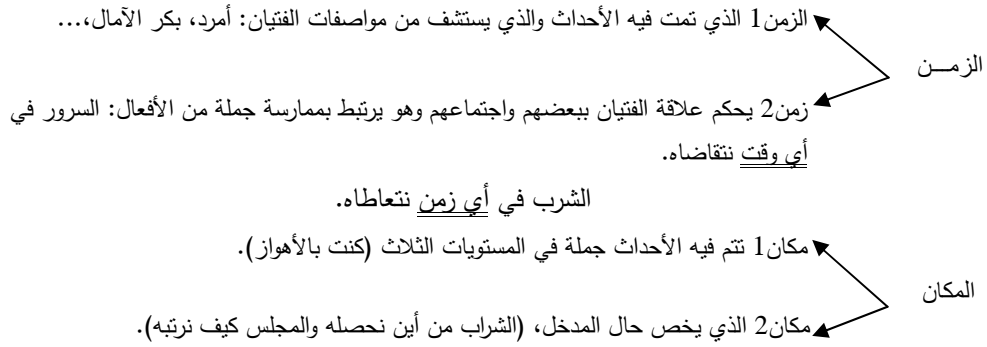 الزمن1 الذي تمت فيه الأحداث والذي يستشف من مواصفات الفتيان: أمرد، بكر الآمال،...
الزمـــن
زمن2 يحكم علاقة الفتيان ببعضهم واجتماعهم وهو يرتبط بممارسة جملة من الأفعال: السرور في
أي وقت نتقاضاه.
الشرب في أي زمن نتعاطاه.
مكان1 تتم فيه الأحداث جملة في المستويات الثلاث (كنت بالأهواز).
المكان
مكان2 الذي يخص حال المدخل، (الشراب من أين نحصله والمجلس كيف نرتبه).